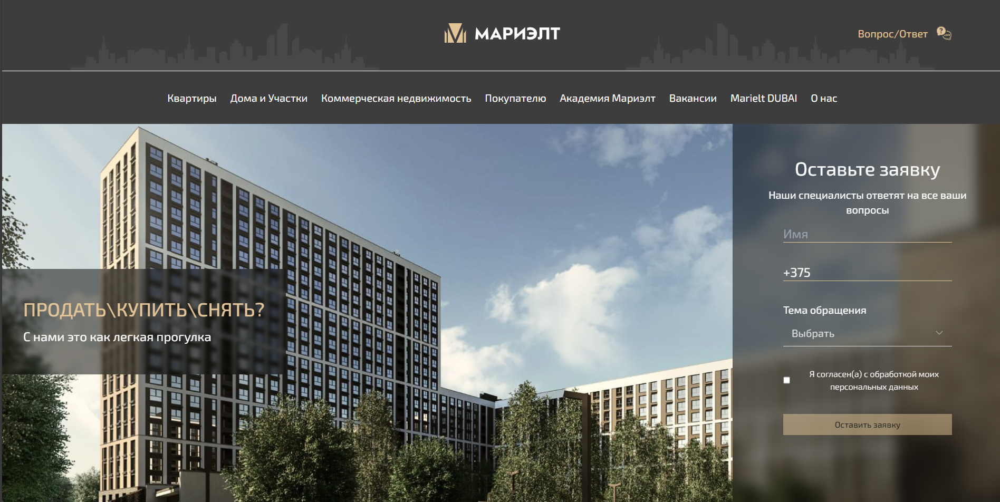 МАРИЭЛТ
Вопрос/Ответ
Квартиры Дома и Участки Коммерческая недвижимость Покупателю Академия Мариэлт Вакансии Marielt DUBAI О нас
ПРОДАТЬ\КУПИТЬ\СНЯТЬ?
С нами это как легкая прогулка
Оставьте заявку
Наши специалисты ответят на все ваши
вопросы
Имя
+375
Тема обращения
Выбрать
Я согласен(а) с обработкой моих
персональных данных
Оставить заявку